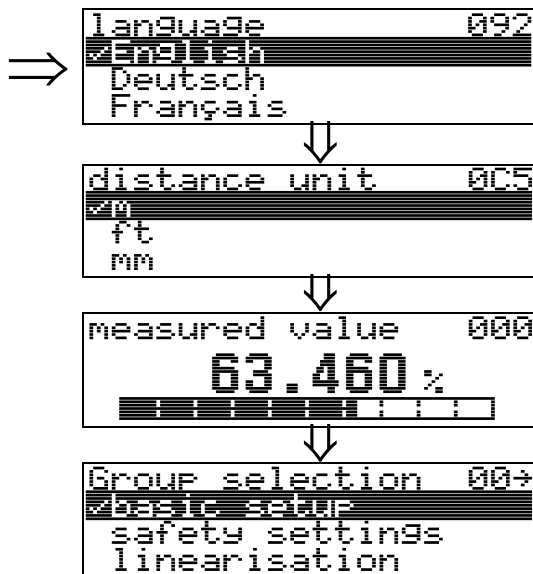 language 092
✓English
Deutsch
Français
distance unit 0C5
✓m
ft
mm
measured value 000
63.460 %
Group selection 00→
✓basic setup
safety settings
linearisation